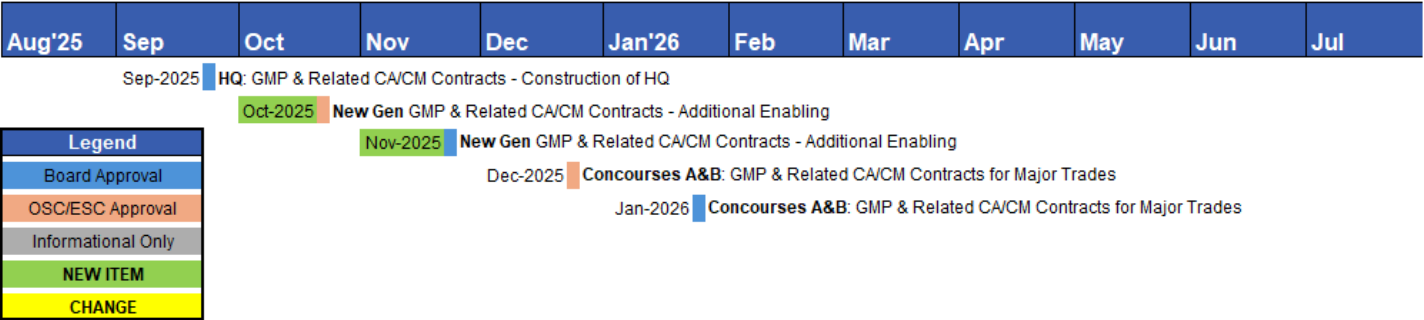 Aug'25 Sep Oct Nov Dec Jan'26 Feb Mar Apr May Jun Jul
Sep-2025 HQ: GMP & Related CA/CM Contracts - Construction of HQ
Oct-2025 New Gen GMP & Related CA/CM Contracts - Additional Enabling
Nov-2025 New Gen GMP & Related CA/CM Contracts - Additional Enabling
Dec-2025 Concourses A&B: GMP & Related CA/CM Contracts for Major Trades
Jan-2026 Concourses A&B: GMP & Related CA/CM Contracts for Major Trades
Legend
Board Approval
OSC/ESC Approval
Informational Only
NEW ITEM
CHANGE